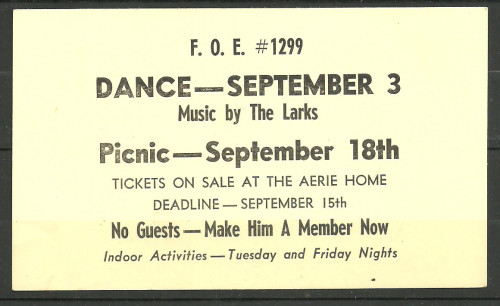 F. O. E. #1299
DANCE—SEPTEMBER 3
Music by The Larks
Picnic—September 18th
TICKETS ON SALE AT THE AERIE HOME
DEADLINE—SEPTEMBER 15th
No Guests—Make Him A Member Now
Indoor Activities—Tuesday and Friday Nights